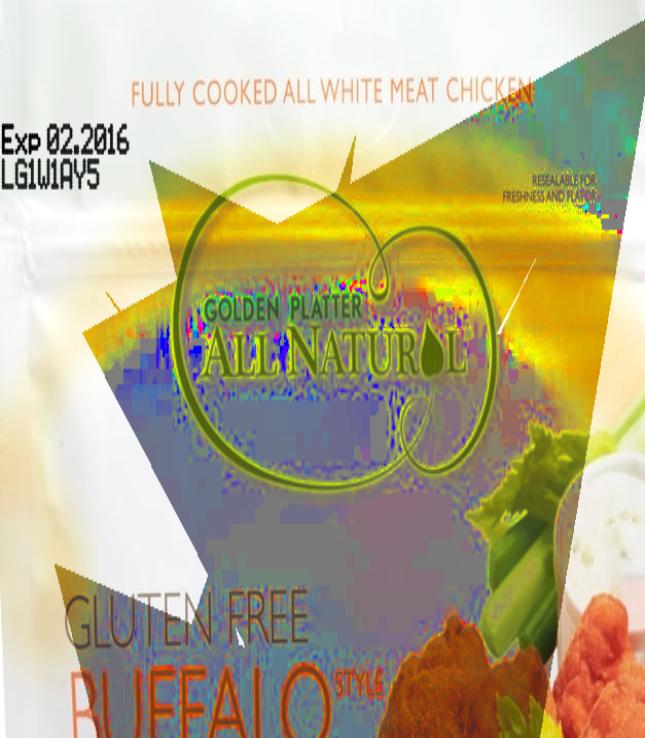 FULLY COOKED ALL WHITE MEAT CHICKEN
Exp 02.2016
LG1W1AY5
RESEALABLE FOR
FRESHNESS AND FLAVOR
GOLDEN PLATTER
ALL NATURAL
GLUTEN FREE
BUFFALO STYLE